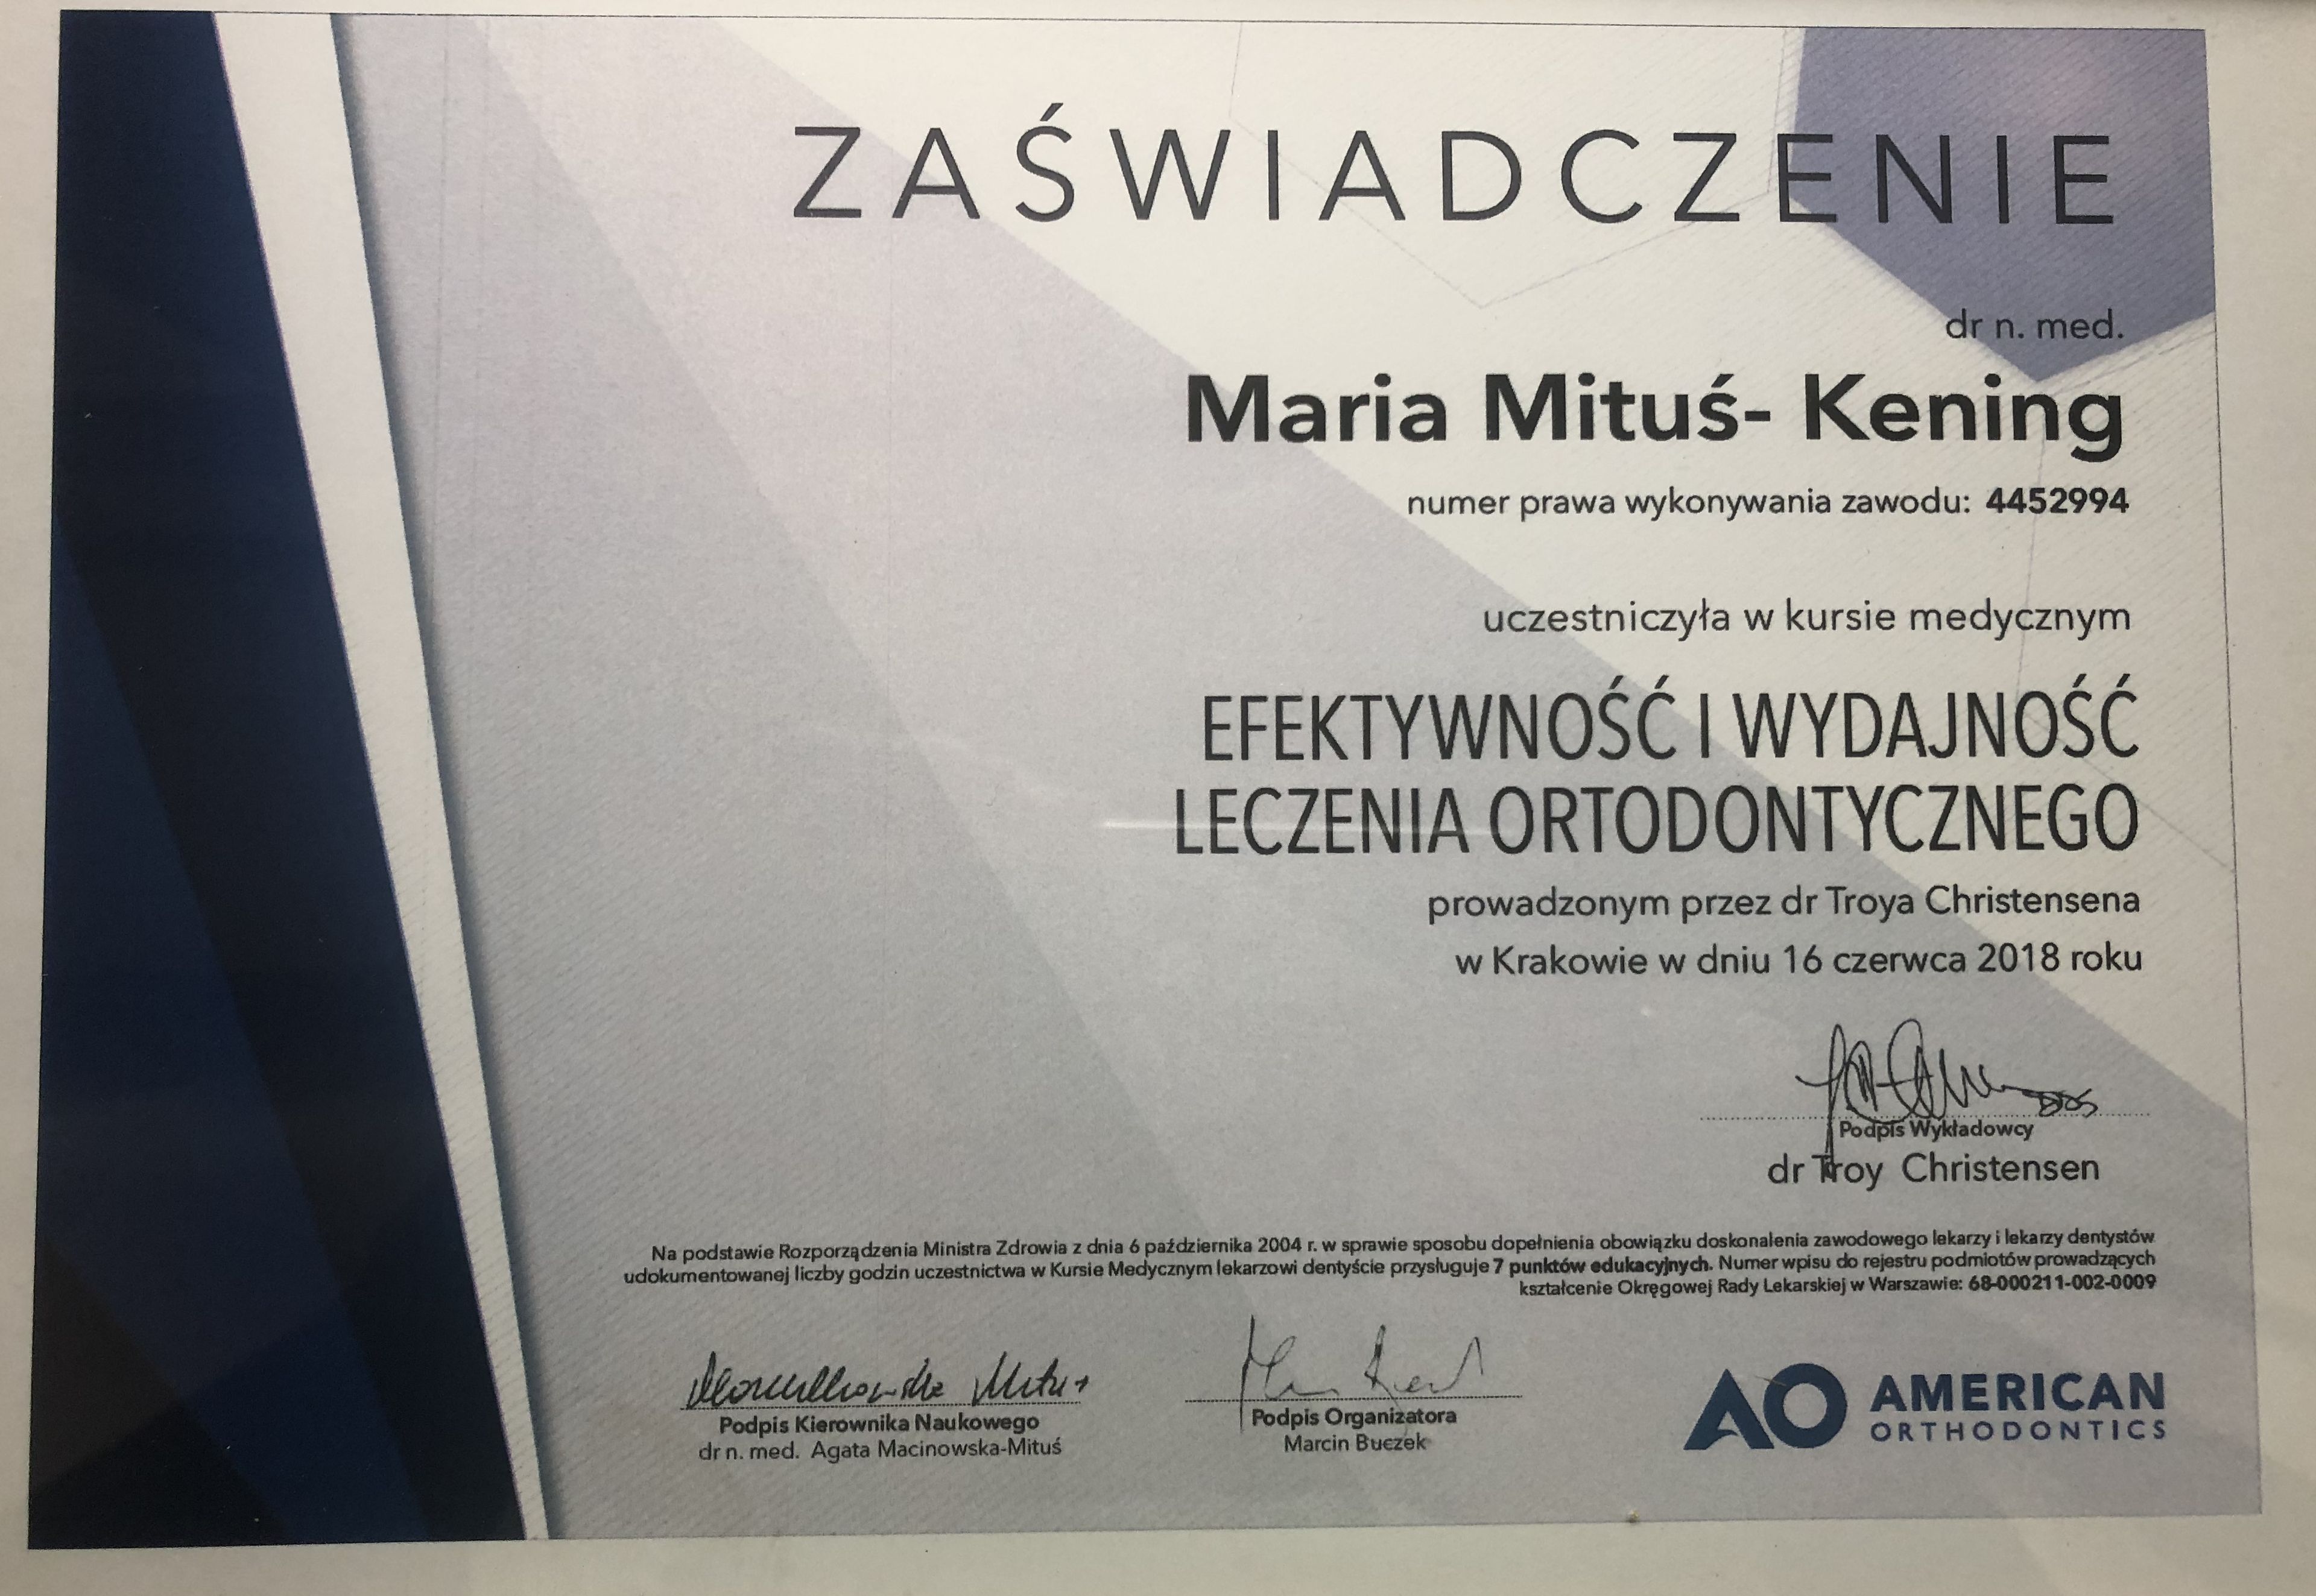 ZAŚWIADCZENIE
dr n. med.
Maria Mituś- Kening
numer prawa wykonywania zawodu: 4452994
uczestniczyła w kursie medycznym
EFEKTYWNOŚĆ I WYDAJNOŚĆ
LECZENIA ORTODONTYCZNEGO
prowadzonym przez dr Troya Christensena
w Krakowie w dniu 16 czerwca 2018 roku
Podpis Wykładowcy
dr Troy Christensen
Na podstawie Rozporządzenia Ministra Zdrowia z dnia 6 października 2004 r. w sprawie sposobu dopełnienia obowiązku doskonalenia zawodowego lekarzy i lekarzy dentystów
udokumentowanej liczby godzin uczestnictwa w Kursie Medycznym lekarzowi dentyście przysługuje 7 punktów edukacyjnych. Numer wpisu do rejestru podmiotów prowadzących
kształcenie Okręgowej Rady Lekarskiej w Warszawie: 68-000211-002-0009
Podpis Kierownika Naukowego
dr n. med. Agata Macinowska-Mituś
Podpis Organizatora
Marcin Buczek
AO AMERICAN
ORTHODONTICS